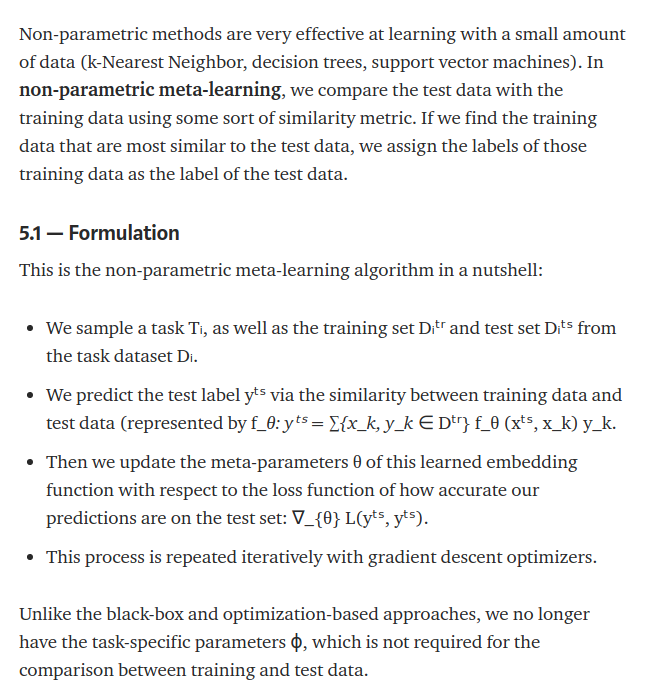 Non-parametric methods are very effective at learning with a small amount
of data (k-Nearest Neighbor, decision trees, support vector machines). In
non-parametric meta-learning, we compare the test data with the
training data using some sort of similarity metric. If we find the training
data that are most similar to the test data, we assign the labels of those
training data as the label of the test data.
5.1 — Formulation
This is the non-parametric meta-learning algorithm in a nutshell:
• We sample a task Tᵢ, as well as the training set Dᵢᵗʳ and test set Dᵢᵗˢ from
the task dataset Dᵢ.
• We predict the test label yᵗˢ via the similarity between training data and
test data (represented by f_θ: yᵗˢ = ∑{x_k, y_k ∈ Dᵗʳ} f_θ (xᵗˢ, x_k) y_k.
• Then we update the meta-parameters θ of this learned embedding
function with respect to the loss function of how accurate our
predictions are on the test set: ∇_{θ} L(yᵗˢ, yᵗˢ).
• This process is repeated iteratively with gradient descent optimizers.
Unlike the black-box and optimization-based approaches, we no longer
have the task-specific parameters ϕ, which is not required for the
comparison between training and test data.